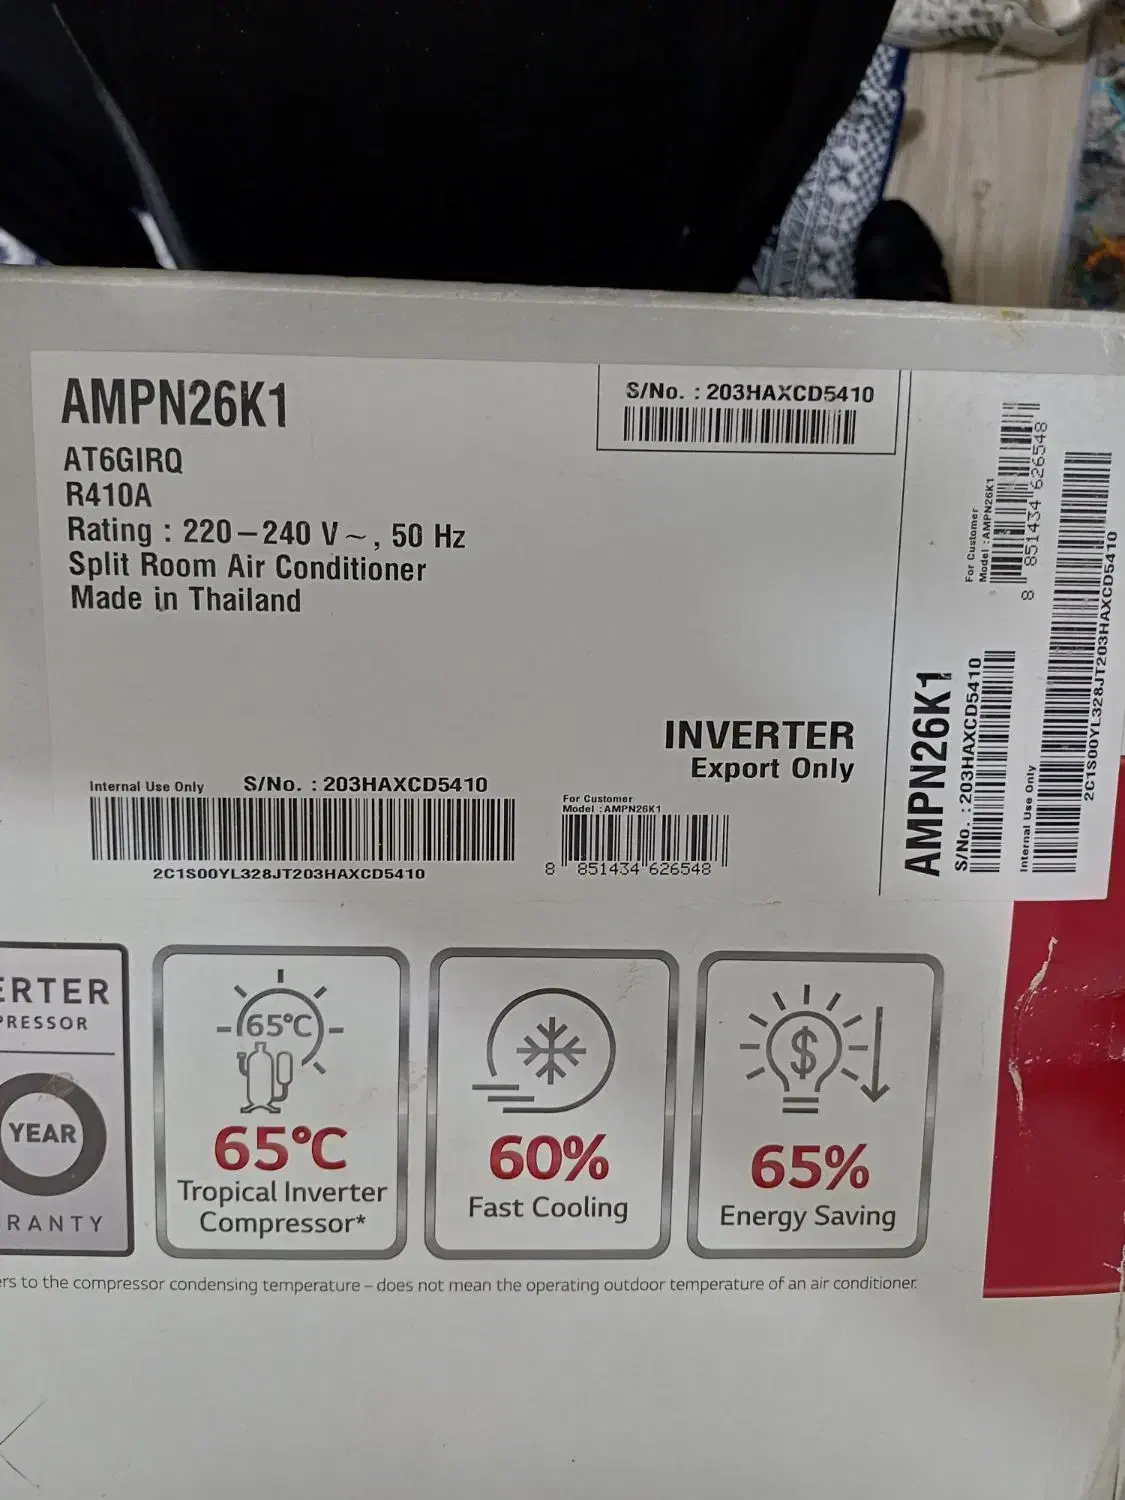 AMPN26K1
AT6GIRQ
R410A
Rating : 220–240 V ~, 50 Hz
Split Room Air Conditioner
Made in Thailand
S/No. : 203HAXCD5410
INVERTER
Export Only
Internal Use Only S/No. : 203HAXCD5410
2C1S00YL328JT203HAXCD5410
For Customer
Model : AMPN26K1
8 851434 626548
AMPN26K1
S/No. : 203HAXCD5410
For Customer
Model : AMPN26K1
8 851434 626548
Internal Use Only
2C1S00YL328JT203HAXCD5410
ERTER
PRESSOR
YEAR
RANTY
65°C
65°C
Tropical Inverter
Compressor*
60%
Fast Cooling
$
65%
Energy Saving
ers to the compressor condensing temperature – does not mean the operating outdoor temperature of an air conditioner.